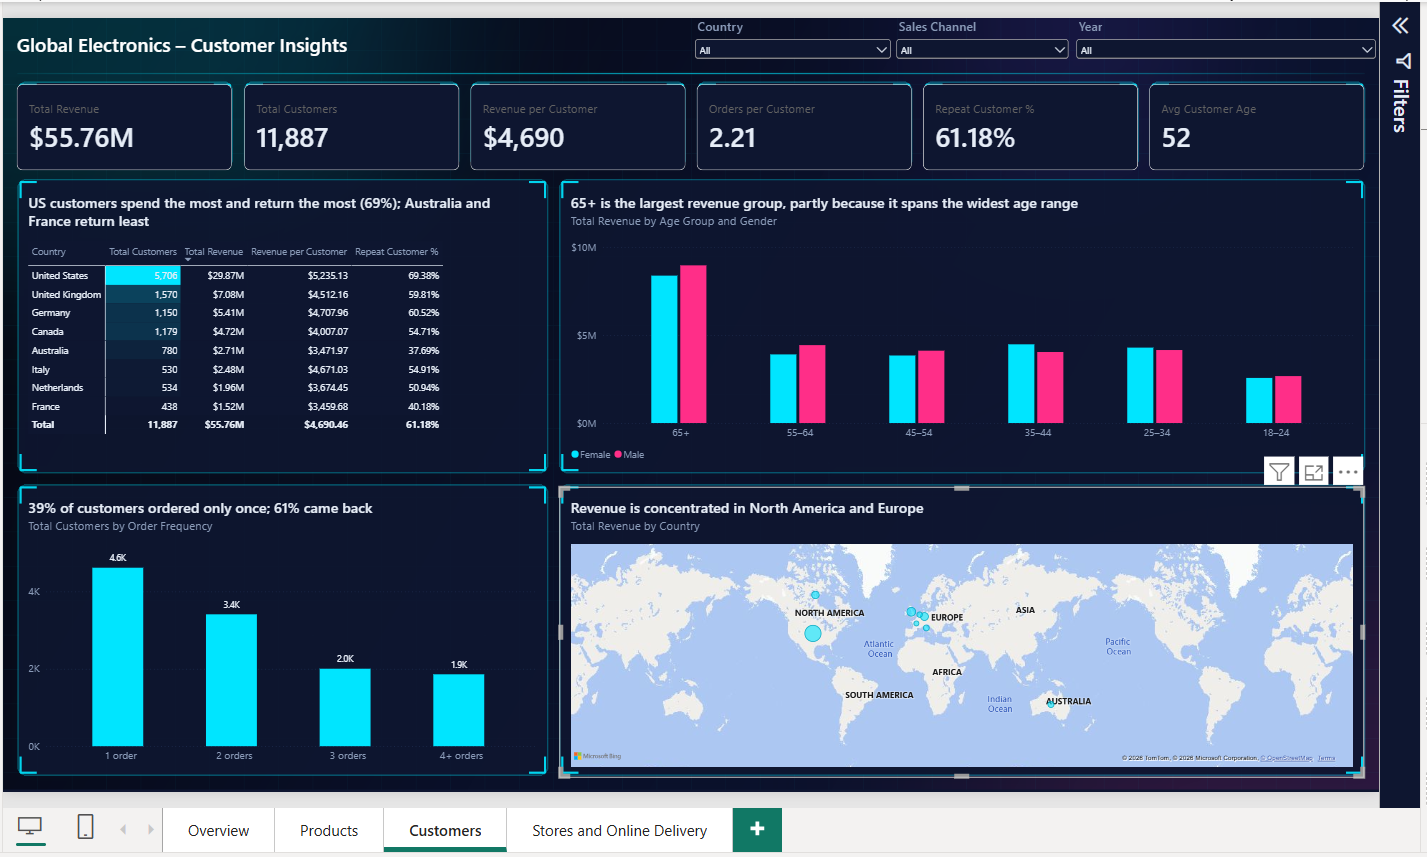 Global Electronics – Customer Insights
Country
Sales Channel
Year
All
All
All
Filters
Total Revenue
$55.76M
Total Customers
11,887
Revenue per Customer
$4,690
Orders per Customer
2.21
Repeat Customer %
61.18%
Avg Customer Age
52
US customers spend the most and return the most (69%); Australia and
France return least
Country Total Customers Total Revenue Revenue per Customer Repeat Customer %
United States 5,706 $29.87M $5,235.13 69.38%
United Kingdom 1,570 $7.08M $4,512.16 59.81%
Germany 1,150 $5.41M $4,707.96 60.52%
Canada 1,179 $4.72M $4,007.07 54.71%
Australia 780 $2.71M $3,471.97 37.69%
Italy 530 $2.48M $4,671.03 54.91%
Netherlands 534 $1.96M $3,674.45 50.94%
France 438 $1.52M $3,459.68 40.18%
Total 11,887 $55.76M $4,690.46 61.18%
65+ is the largest revenue group, partly because it spans the widest age range
Total Revenue by Age Group and Gender
$10M
$5M
$0M
65+ 55–64 45–54 35–44 25–34 18–24
Female Male
39% of customers ordered only once; 61% came back
Total Customers by Order Frequency
4K
2K
0K
4.6K
3.4K
2.0K
1.9K
1 order 2 orders 3 orders 4+ orders
Revenue is concentrated in North America and Europe
Total Revenue by Country
NORTH AMERICA
EUROPE
ASIA
Atlantic
Ocean
Pacific
Ocean
AFRICA
SOUTH AMERICA
Indian
Ocean
AUSTRALIA
Microsoft Bing
© 2026 TomTom, © 2026 Microsoft Corporation, © OpenStreetMap Terms
Overview
Products
Customers
Stores and Online Delivery
+